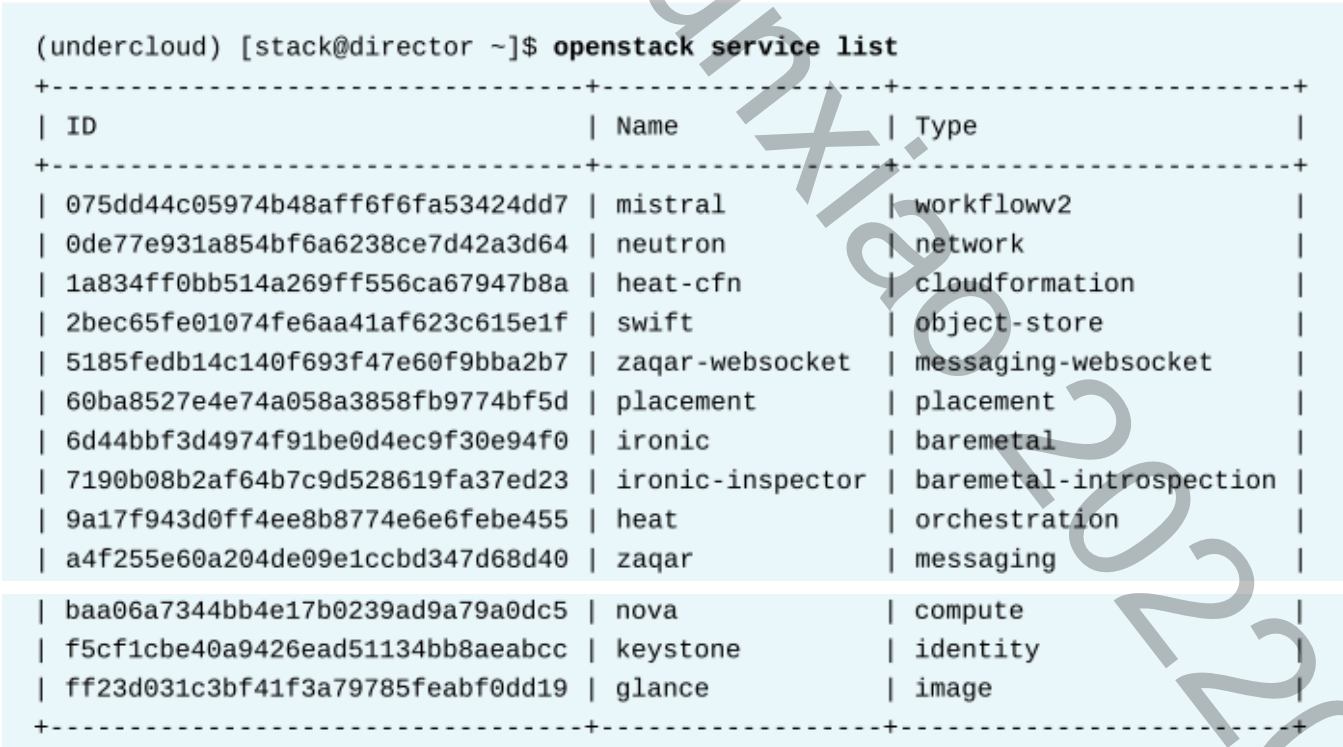 (undercloud) [stack@director ~]$ openstack service list
+----------------------------------+------------------+-------------------------+
| ID                               | Name             | Type                    |
+----------------------------------+------------------+-------------------------+
| 075dd44c05974b48aff6f6fa53424dd7 | mistral          | workflowv2              |
| 0de77e931a854bf6a6238ce7d42a3d64 | neutron          | network                 |
| 1a834ff0bb514a269ff556ca67947b8a | heat-cfn         | cloudformation          |
| 2bec65fe01074fe6aa41af623c615e1f | swift            | object-store            |
| 5185fedb14c140f693f47e60f9bba2b7 | zaqar-websocket  | messaging-websocket     |
| 60ba8527e4e74a058a3858fb9774bf5d | placement        | placement               |
| 6d44bbf3d4974f91be0d4ec9f30e94f0 | ironic           | baremetal               |
| 7190b08b2af64b7c9d528619fa37ed23 | ironic-inspector | baremetal-introspection |
| 9a17f943d0ff4ee8b8774e6e6febe455 | heat             | orchestration           |
| a4f255e60a204de09e1ccbd347d68d40 | zaqar            | messaging               |
| baa06a7344bb4e17b0239ad9a79a0dc5 | nova             | compute                 |
| f5cf1cbe40a9426ead51134bb8aeabcc | keystone         | identity                |
| ff23d031c3bf41f3a79785feabf0dd19 | glance           | image                   |
+----------------------------------+------------------+-------------------------+